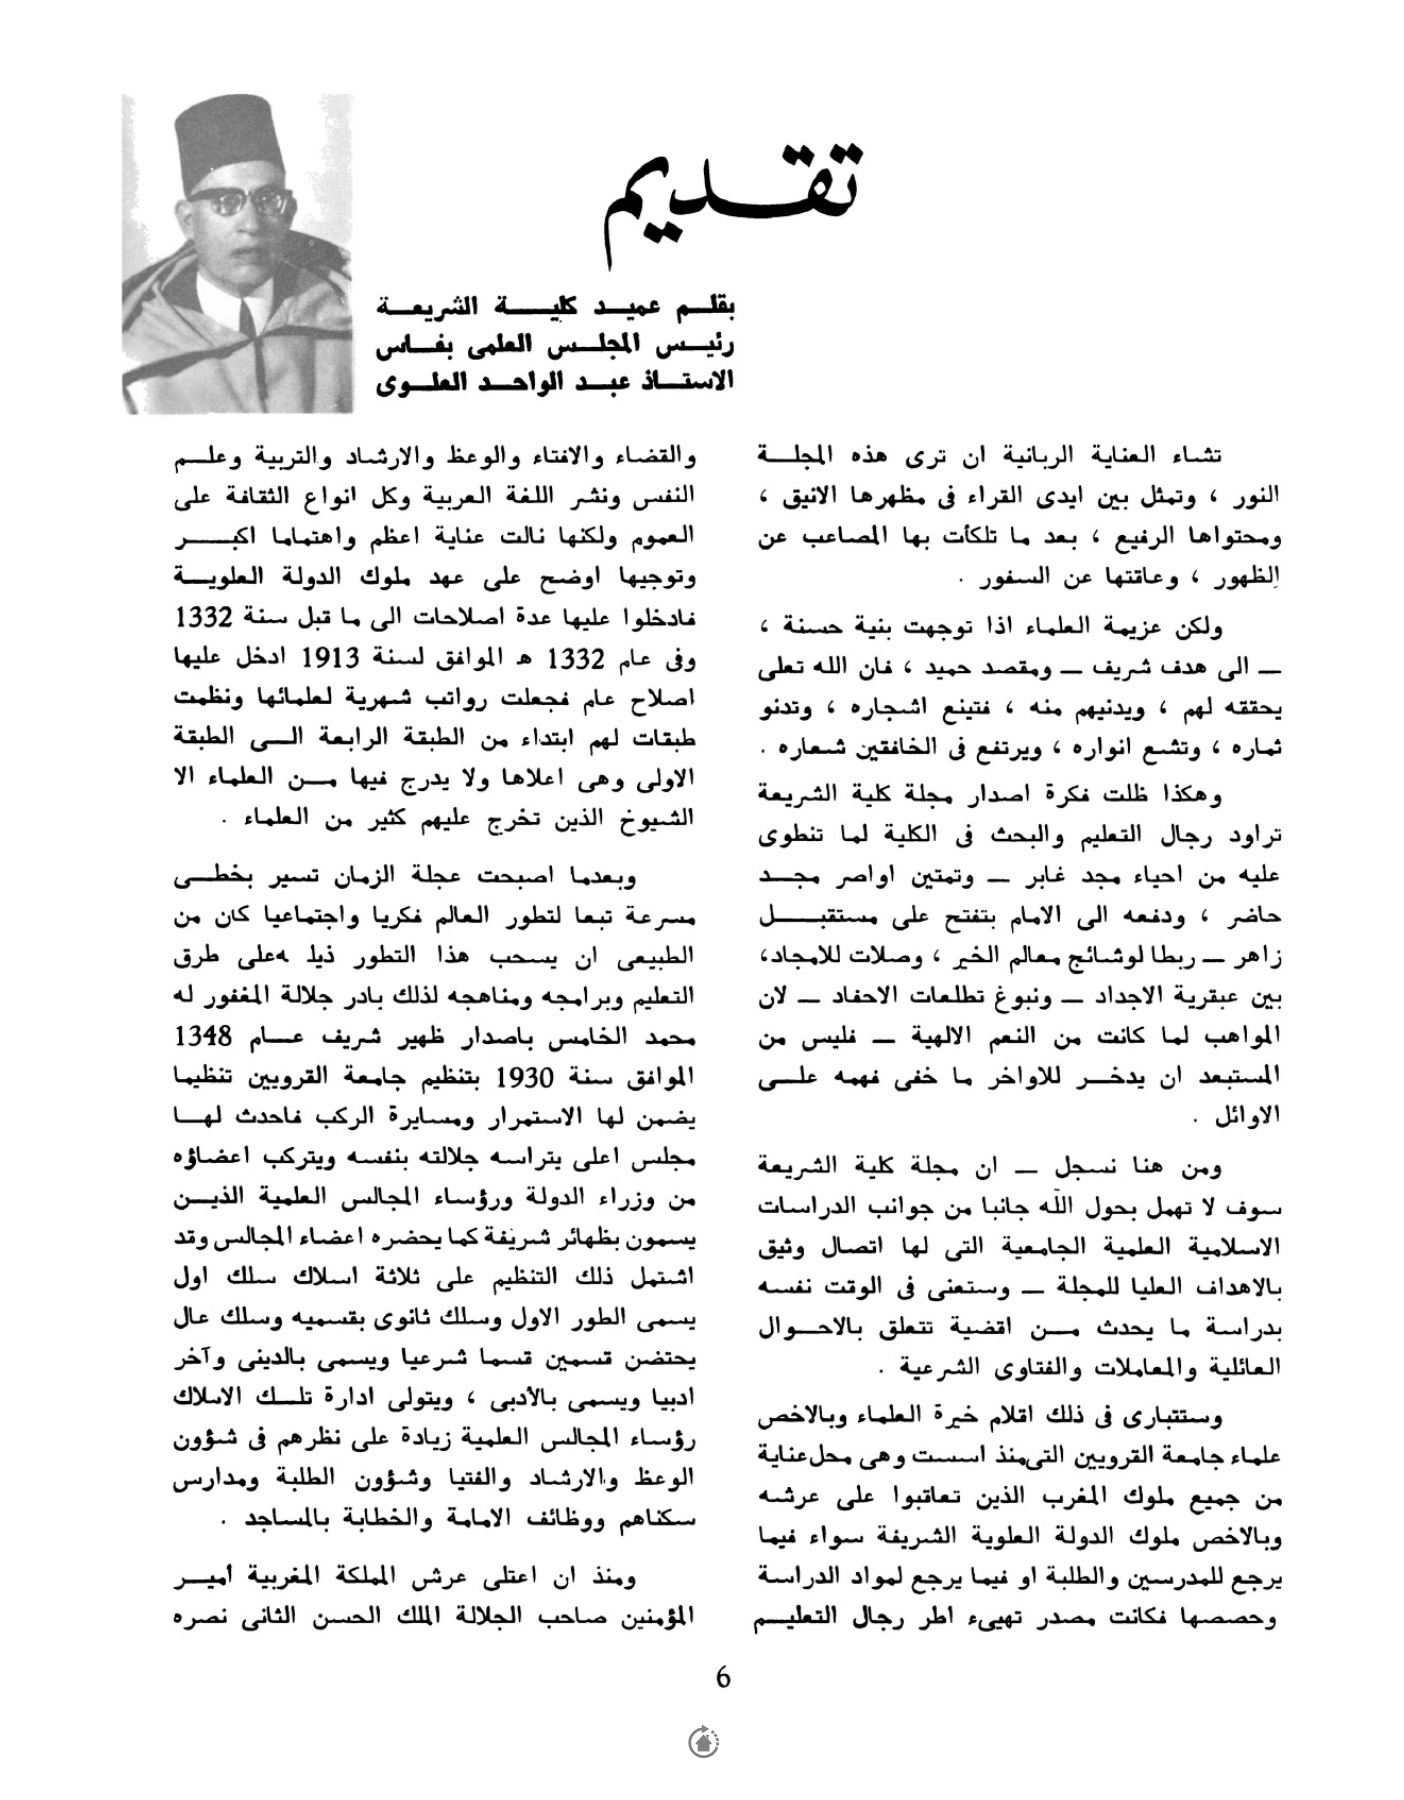 تقديم
بقلم عميد كلية الشريعة
رئيس المجلس العلمى بفاس
الاستاذ عبد الواحد العلوى
تشاء العناية الربانية ان ترى هذه المجلة
النور ، وتمثل بين ايدى القراء فى مظهرها الانيق ،
ومحتواها الرفيع ، بعد ما تلكأت بها المصاعب عن
الظهور ، وعاقتها عن السفور .
ولكن عزيمة العلماء اذا توجهت بنية حسنة ،
— الى هدف شريف — ومقصد حميد ، فان الله تعلى
يحققه لهم ، ويدنيهم منه ، فتينع اشجاره ، وتدنو
ثماره ، وتشع انواره ، ويرتفع فى الخافقين شعاره .
وهكذا ظلت فكرة اصدار مجلة كلية الشريعة
تراود رجال التعليم والبحث فى الكلية لما تنطوى
عليه من احياء مجد غابر — وتمتين اواصر مجد
حاضر ، ودفعه الى الامام بتفتح على مستقبل
زاهر — ربطا لوشائج معالم الخير ، وصلات للامجاد،
بين عبقرية الاجداد — ونبوغ تطلعات الاحفاد — لان
المواهب لما كانت من النعم الالهية — فليس من
المستبعد ان يدخر للاواخر ما خفى فهمه على
الاوائل .
ومن هنا نسجل — ان مجلة كلية الشريعة
سوف لا تهمل بحول الله جانبا من جوانب الدراسات
الاسلامية العلمية الجامعية التى لها اتصال وثيق
بالاهداف العليا للمجلة — وستعنى فى الوقت نفسه
بدراسة ما يحدث من اقضية تتعلق بالاحوال
العائلية والمعاملات والفتاوى الشرعية .
وستتبارى فى ذلك اقلام خيرة العلماء وبالاخص
علماء جامعة القرويين التى منذ اسست وهى محل عناية
من جميع ملوك المغرب الذين تعاقبوا على عرشه
وبالاخص ملوك الدولة العلوية الشريفة سواء فيما
يرجع للمدرسين والطلبة او فيما يرجع لمواد الدراسة
وحصصها فكانت مصدر تهيىء اطر رجال التعليم
والقضاء والافتاء والوعظ والارشاد والتربية وعلم
النفس ونشر اللغة العربية وكل انواع الثقافة على
العموم ولكنها نالت عناية اعظم واهتماما اكبر
وتوجيها اوضح على عهد ملوك الدولة العلوية
فادخلوا عليها عدة اصلاحات الى ما قبل سنة 1332
وفى عام 1332 هـ الموافق لسنة 1913 ادخل عليها
اصلاح عام فجعلت رواتب شهرية لعلمائها ونظمت
طبقات لهم ابتداء من الطبقة الرابعة الى الطبقة
الاولى وهى اعلاها ولا يدرج فيها من العلماء الا
الشيوخ الذين تخرج عليهم كثير من العلماء .
وبعدما اصبحت عجلة الزمان تسير بخطى
مسرعة تبعا لتطور العالم فكريا واجتماعيا كان من
الطبيعى ان يسحب هذا التطور ذيله على طرق
التعليم وبرامجه ومناهجه لذلك بادر جلالة المغفور له
محمد الخامس باصدار ظهير شريف عام 1348
الموافق سنة 1930 بتنظيم جامعة القرويين تنظيما
يضمن لها الاستمرار ومسايرة الركب فاحدث لها
مجلس اعلى يتراسه جلالته بنفسه ويتركب اعضاؤه
من وزراء الدولة ورؤساء المجالس العلمية الذين
يسمون بظهائر شريفة كما يحضره اعضاء المجالس وقد
اشتمل ذلك التنظيم على ثلاثة اسلاك سلك اول
يسمى الطور الاول وسلك ثانوى بقسميه وسلك عال
يحتضن قسمين قسما شرعيا ويسمى بالدينى وآخر
ادبيا ويسمى بالأدبى ، ويتولى ادارة تلك الاسلاك
رؤساء المجالس العلمية زيادة على نظرهم فى شؤون
الوعظ والارشاد والفتيا وشؤون الطلبة ومدارس
سكناهم ووظائف الامامة والخطابة بالمساجد .
ومنذ ان اعتلى عرش المملكة المغربية أمير
المؤمنين صاحب الجلالة الملك الحسن الثانى نصره
6